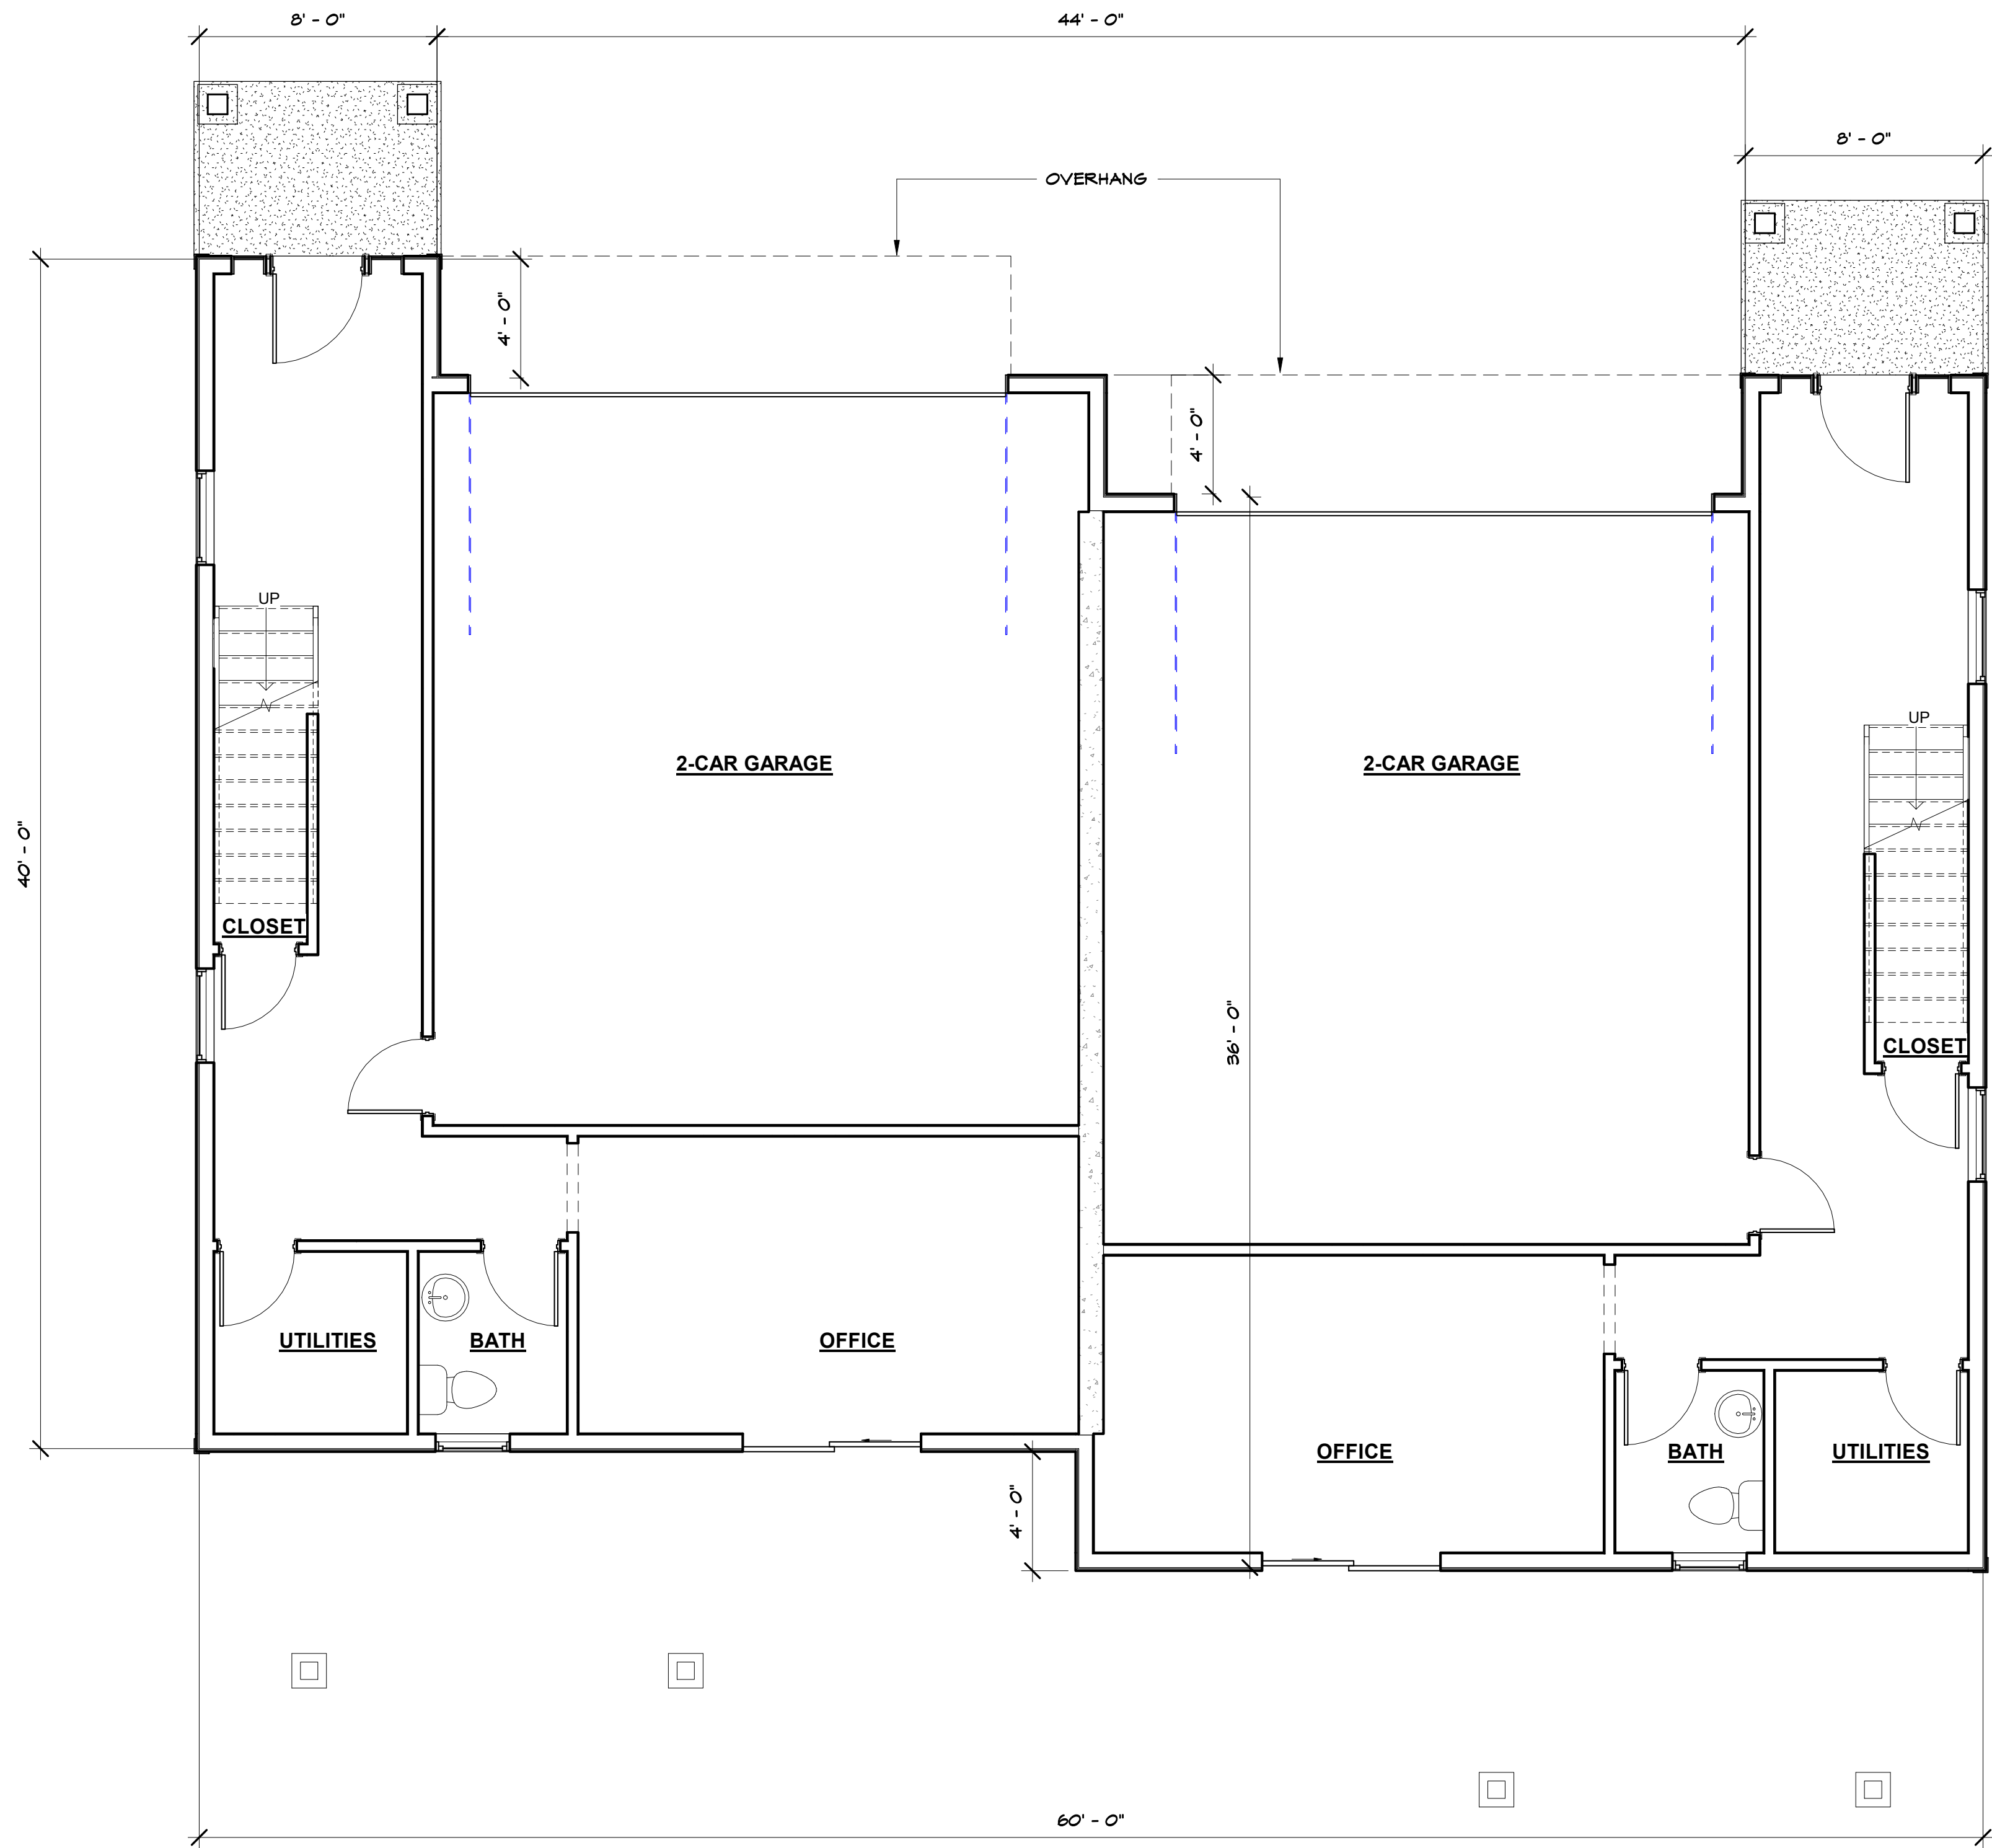 8' - 0"
44' - 0"
8' - 0"
OVERHANG
4' - 0"
4' - 0"
UP
UP
2-CAR GARAGE
2-CAR GARAGE
40' - 0"
CLOSET
36' - 0"
CLOSET
UTILITIES
BATH
OFFICE
OFFICE
BATH
UTILITIES
4' - 0"
60' - 0"